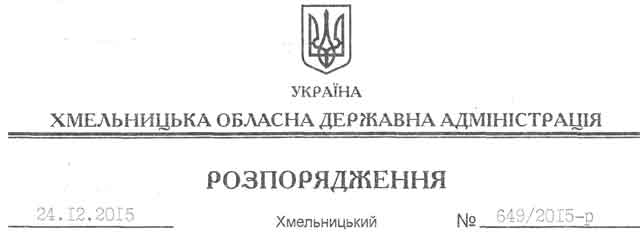 УКРАЇНА
ХМЕЛЬНИЦЬКА ОБЛАСНА ДЕРЖАВНА АДМІНІСТРАЦІЯ
РОЗПОРЯДЖЕННЯ
24.12.2015 Хмельницький № 649/2015-р